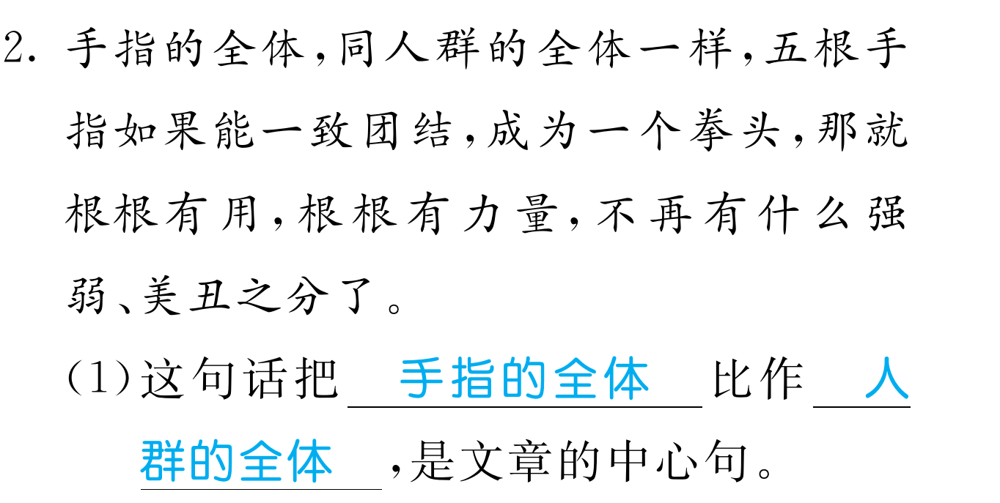 2. 手指的全体,同人群的全体一样,五根手
指如果能一致团结,成为一个拳头,那就
根根有用,根根有力量,不再有什么强
弱、美丑之分了。
(1)这句话把 手指的全体 比作 人
群的全体 ,是文章的中心句。